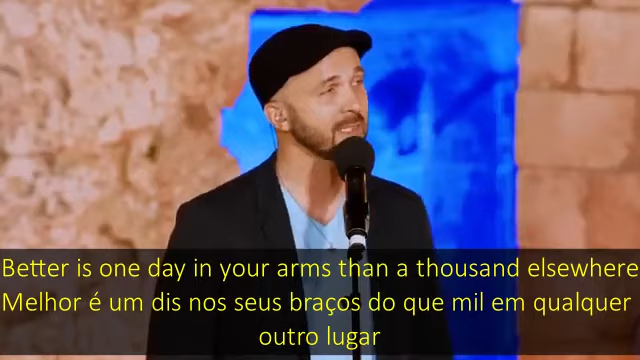 Better is one day in your arms than a thousand elsewhere
Melhor é um dis nos seus braços do que mil em qualquer
outro lugar